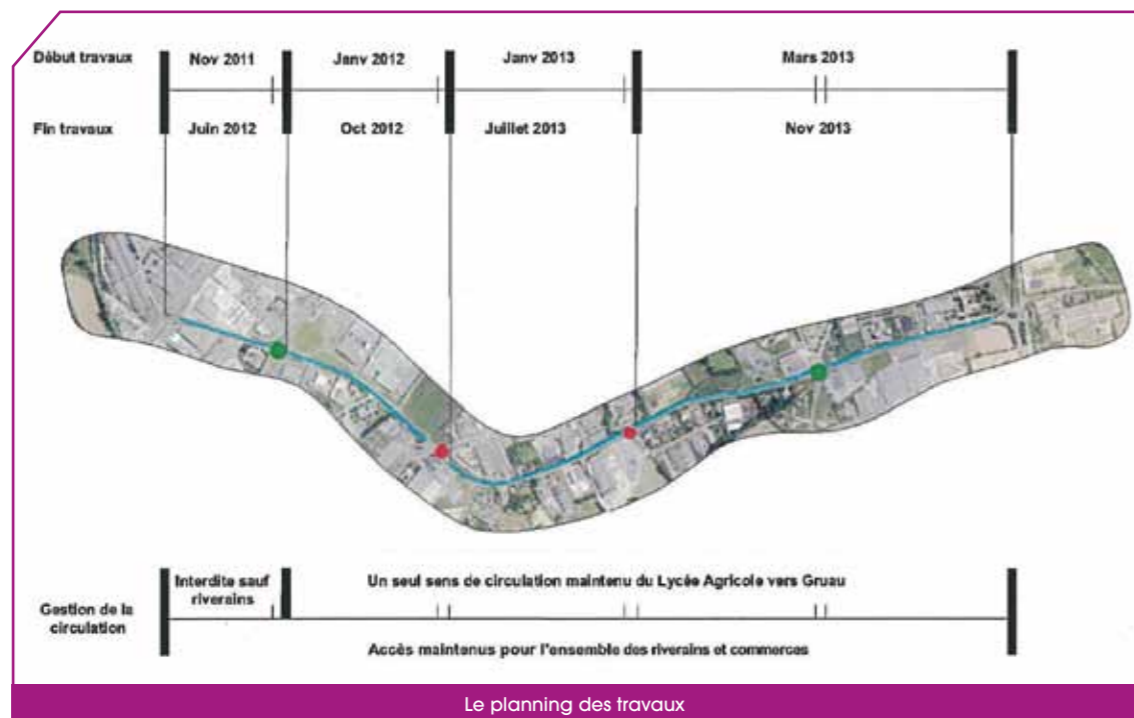 Début travaux
Nov 2011
Janv 2012
Janv 2013
Mars 2013
Fin travaux
Juin 2012
Oct 2012
Juillet 2013
Nov 2013
Gestion de la
circulation
Interdite sauf
riverains
Un seul sens de circulation maintenu du Lycée Agricole vers Gruau
Accès maintenus pour l'ensemble des riverains et commerces
Le planning des travaux